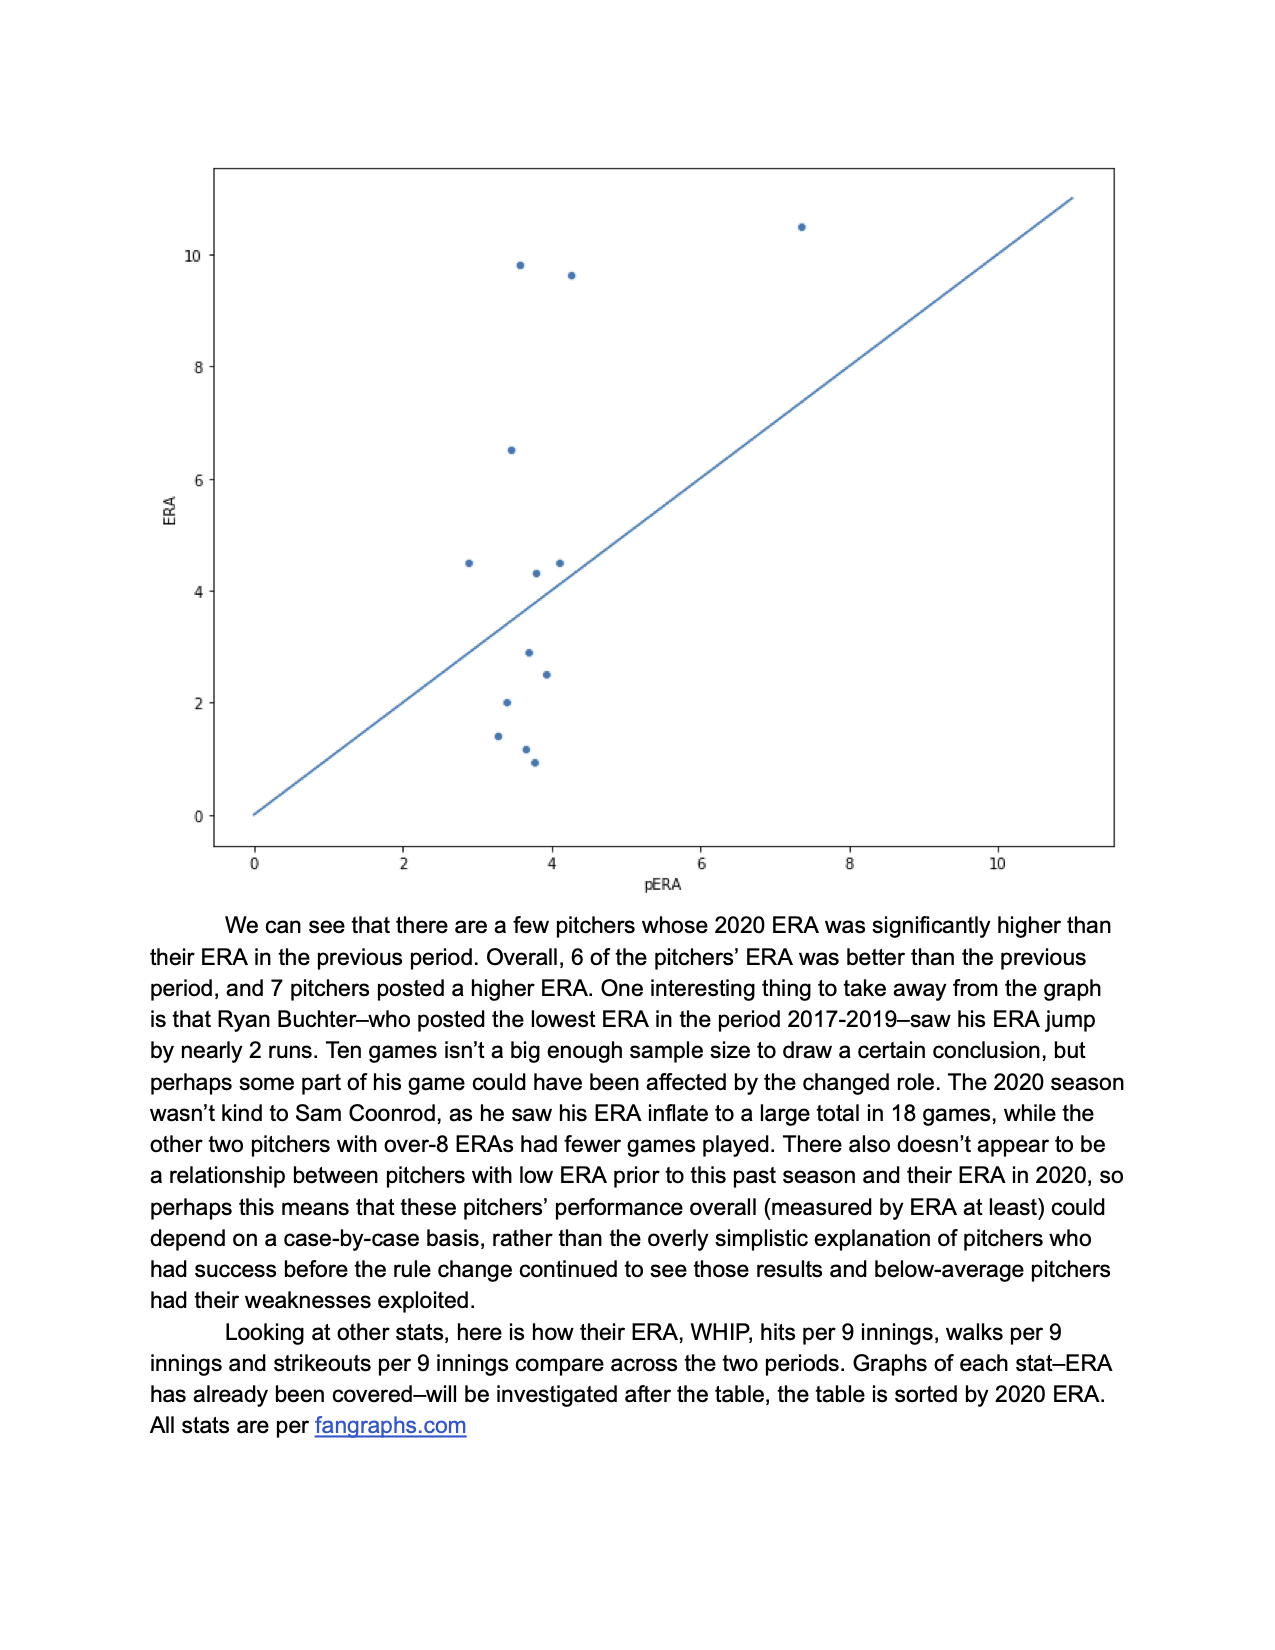 10
8
6
ERA
4
2
0
0 2 4 6 8 10
pERA
We can see that there are a few pitchers whose 2020 ERA was significantly higher than
their ERA in the previous period. Overall, 6 of the pitchers’ ERA was better than the previous
period, and 7 pitchers posted a higher ERA. One interesting thing to take away from the graph
is that Ryan Buchter–who posted the lowest ERA in the period 2017-2019–saw his ERA jump
by nearly 2 runs. Ten games isn’t a big enough sample size to draw a certain conclusion, but
perhaps some part of his game could have been affected by the changed role. The 2020 season
wasn’t kind to Sam Coonrod, as he saw his ERA inflate to a large total in 18 games, while the
other two pitchers with over-8 ERAs had fewer games played. There also doesn’t appear to be
a relationship between pitchers with low ERA prior to this past season and their ERA in 2020, so
perhaps this means that these pitchers’ performance overall (measured by ERA at least) could
depend on a case-by-case basis, rather than the overly simplistic explanation of pitchers who
had success before the rule change continued to see those results and below-average pitchers
had their weaknesses exploited.
Looking at other stats, here is how their ERA, WHIP, hits per 9 innings, walks per 9
innings and strikeouts per 9 innings compare across the two periods. Graphs of each stat–ERA
has already been covered–will be investigated after the table, the table is sorted by 2020 ERA.
All stats are per fangraphs.com